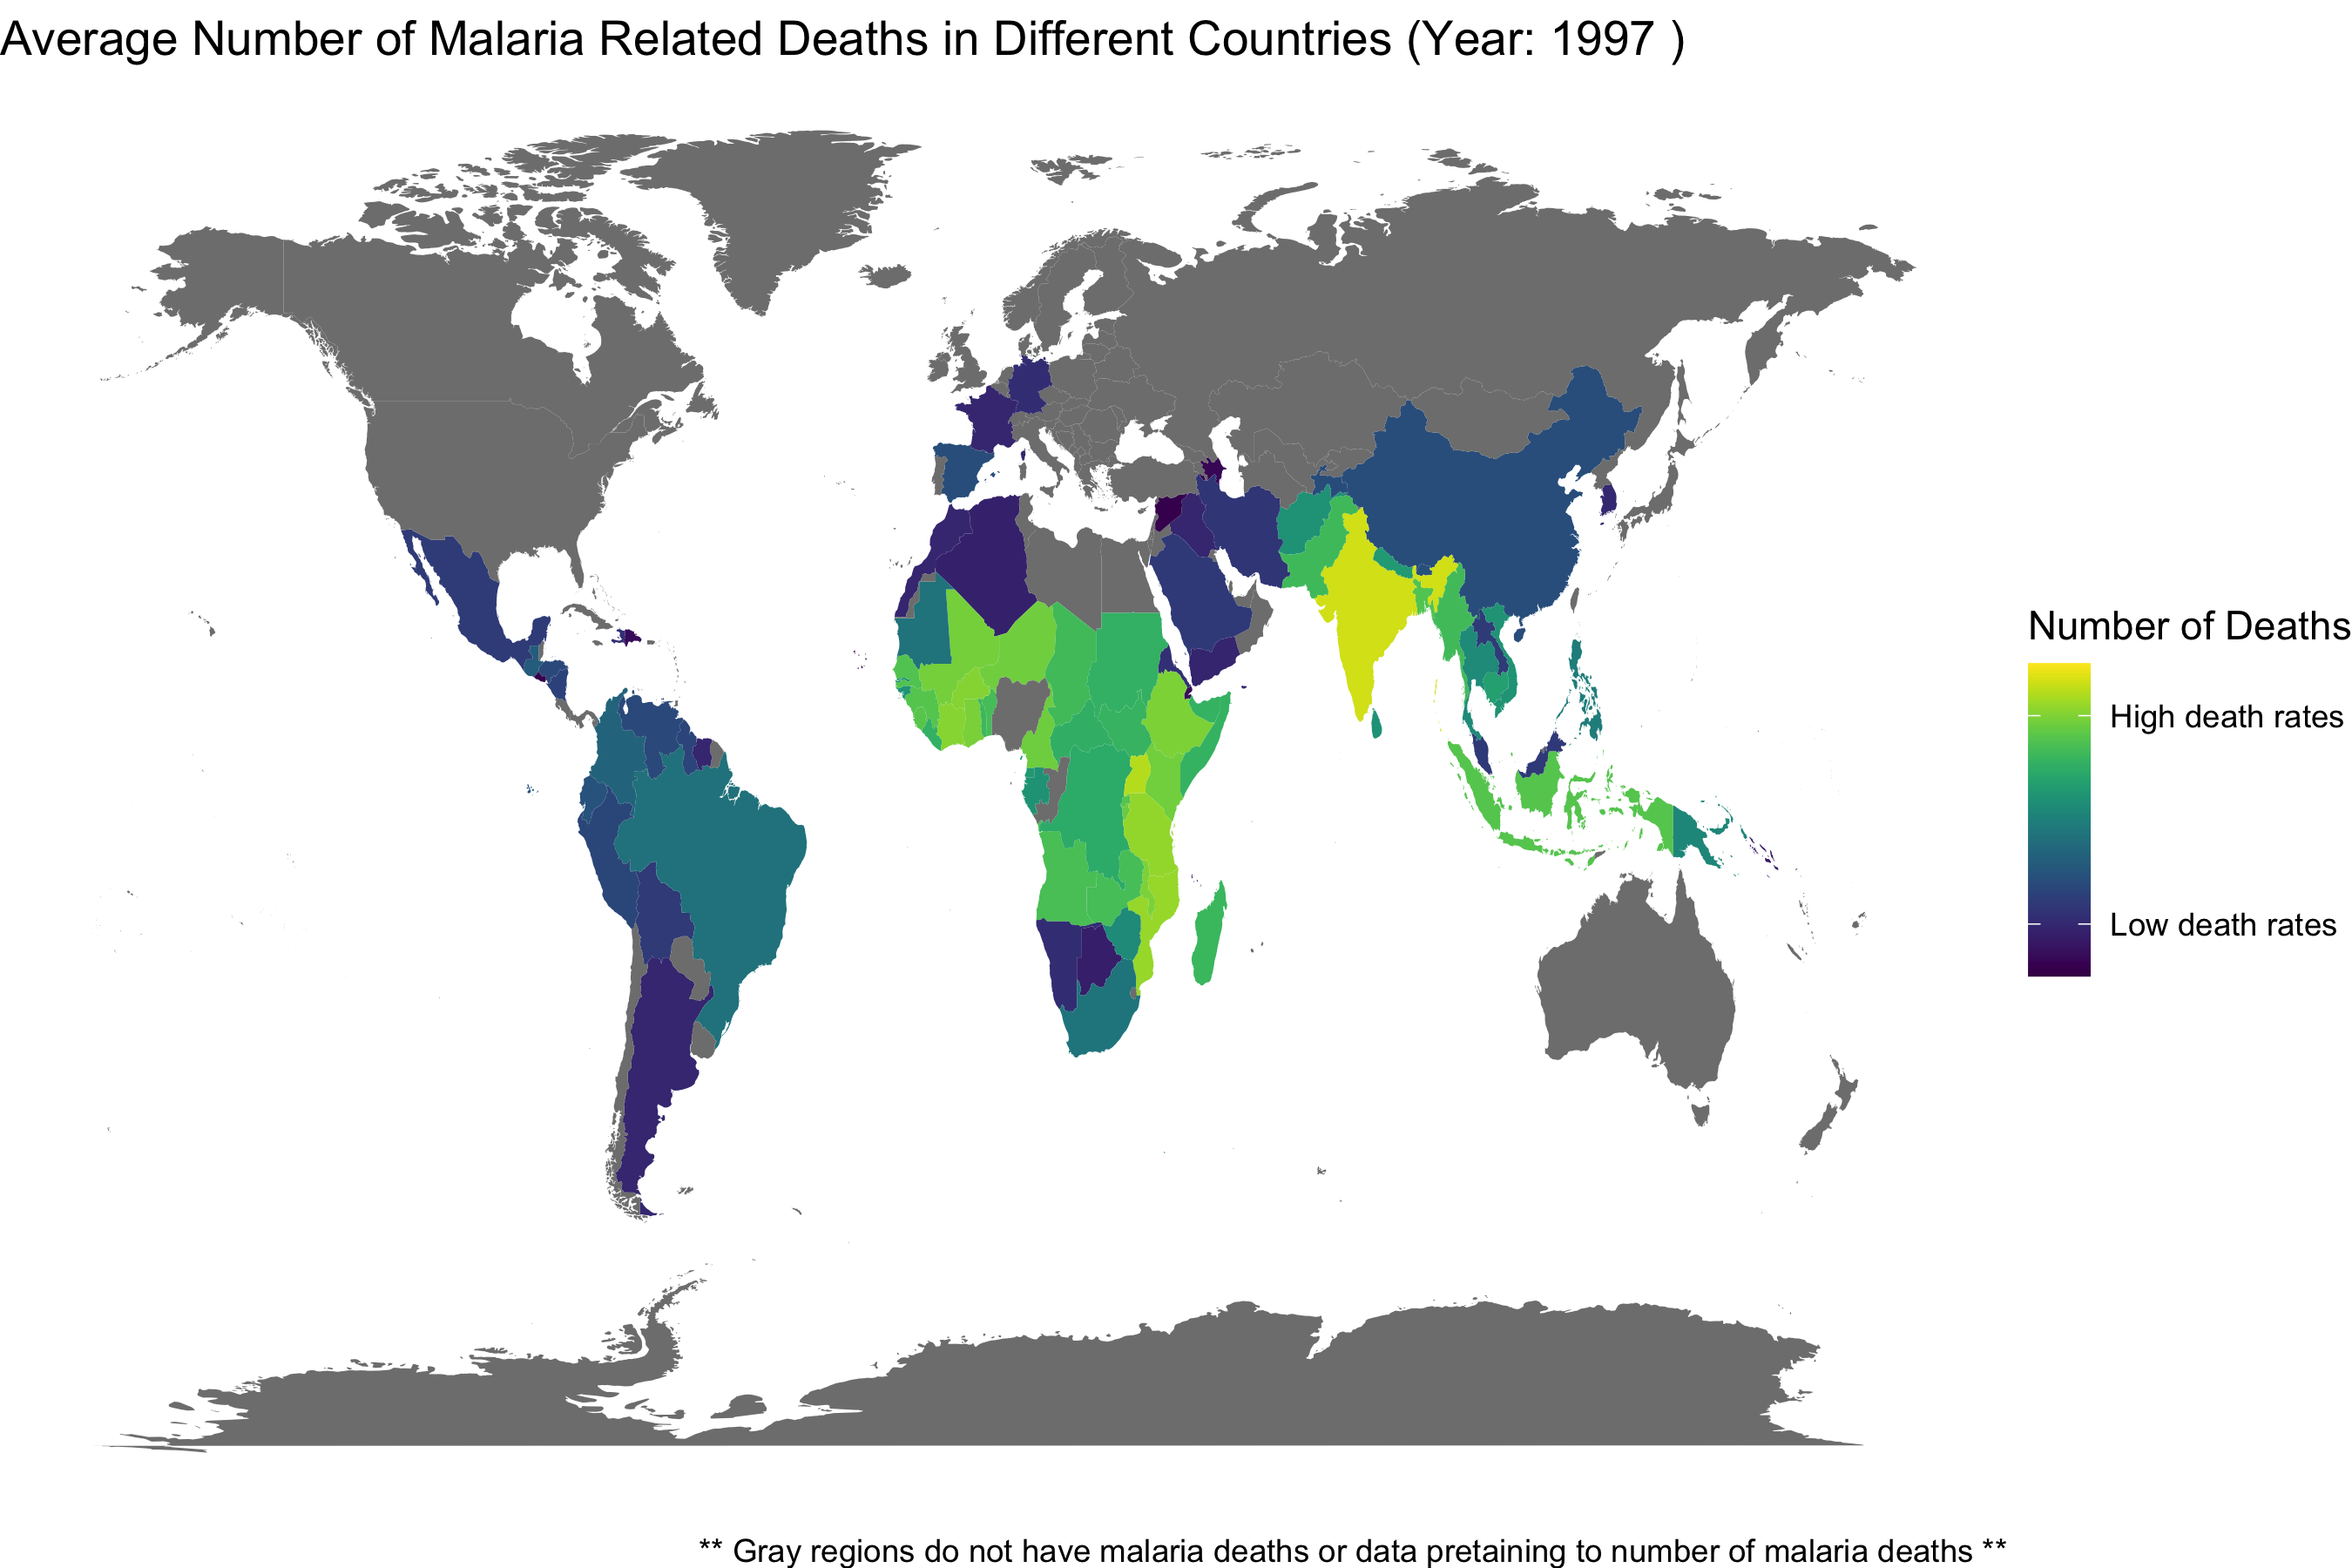 Average Number of Malaria Related Deaths in Different Countries (Year: 1997 )
Number of Deaths
High death rates
Low death rates
** Gray regions do not have malaria deaths or data pretaining to number of malaria deaths **